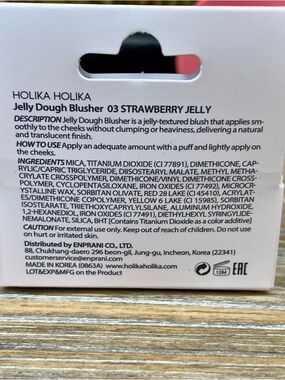 HOLIKA HOLIKA
Jelly Dough Blusher 03 STRAWBERRY JELLY
DESCRIPTION Jelly Dough Blusher is a jelly-textured blush that applies sm-
oothly to the cheeks without clumping or heaviness, delivering a natural
and translucent finish.
HOW TO USE Apply an adequate amount with a puff and lightly apply on
the cheeks.
INGREDIENTS MICA, TITANIUM DIOXIDE (CI 77891), DIMETHICONE, CAP-
RYLIC/CAPRIC TRIGLYCERIDE, DIISOSTEARYL MALATE, METHYL METHA-
CRYLATE CROSSPOLYMER, DIMETHICONE/VINYL DIMETHICONE CROSS-
POLYMER, CYCLOPENTASILOXANE, IRON OXIDES (CI 77492), MICROCR-
ISTALLINE WAX, SORBITAN OLIVATE, RED 28 LAKE (CI 45410), ACRYLAT-
ES/DIMETHICONE COPOLYMER, YELLOW 6 LAKE (CI 15985), SORBITAN
ISOSTEARATE, TRIETHOXYCAPRYLYLSILANE, ALUMINUM HYDROXIDE,
1,2-HEXANEDIOL, IRON OXIDES (CI 77491), DIETHYLHEXYL SYRINGYLIDE-
NEMALONATE, SILICA, BHT [Contains Titanium Dioxide as a color additive]
CAUTION For external use only. Keep out of reach of children. Do not use
on hurt or irritated skin.
Distributed by ENPRANI CO., LTD.
88, Chukhang-daero 296 beon-gil, Jung-gu, Incheon, Korea (22341)
customerservice@enprani.com
MADE IN KOREA (0863A) www.holikaholika.com
LOT&EXP&MFG on the Product
12M
EAC